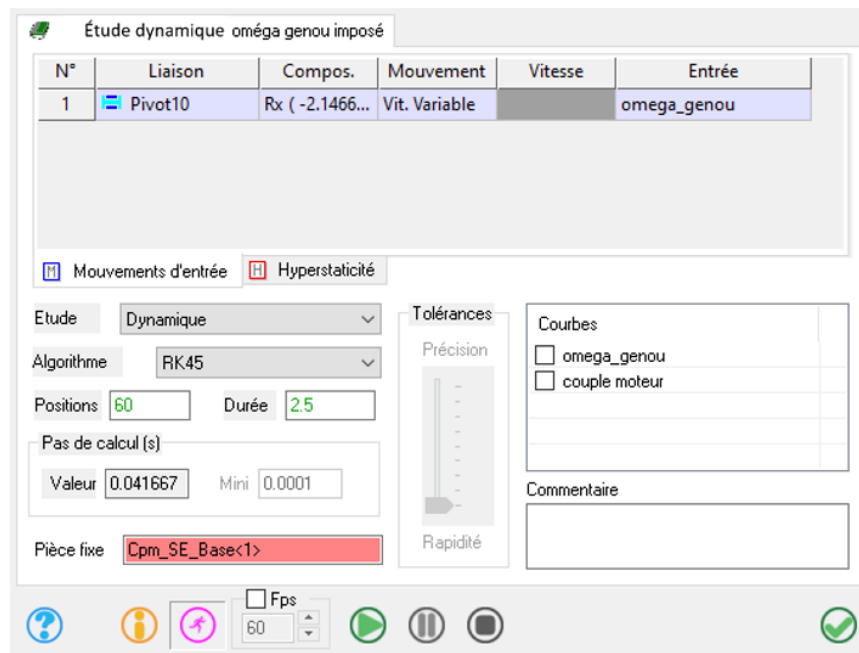 Étude dynamique oméga genou imposé
N° Liaison Compos. Mouvement Vitesse Entrée
1 Pivot10 Rx ( -2.1466... Vit. Variable omega_genou
M Mouvements d'entrée H Hyperstaticité
Etude Dynamique
Algorithme RK45
Positions 60 Durée 2.5
Pas de calcul (s)
Valeur 0.041667 Mini 0.0001
Pièce fixe Cpm_SE_Base<1>
Tolérances
Précision
Rapidité
Courbes
omega_genou
couple moteur
Commentaire
? i Fps
60